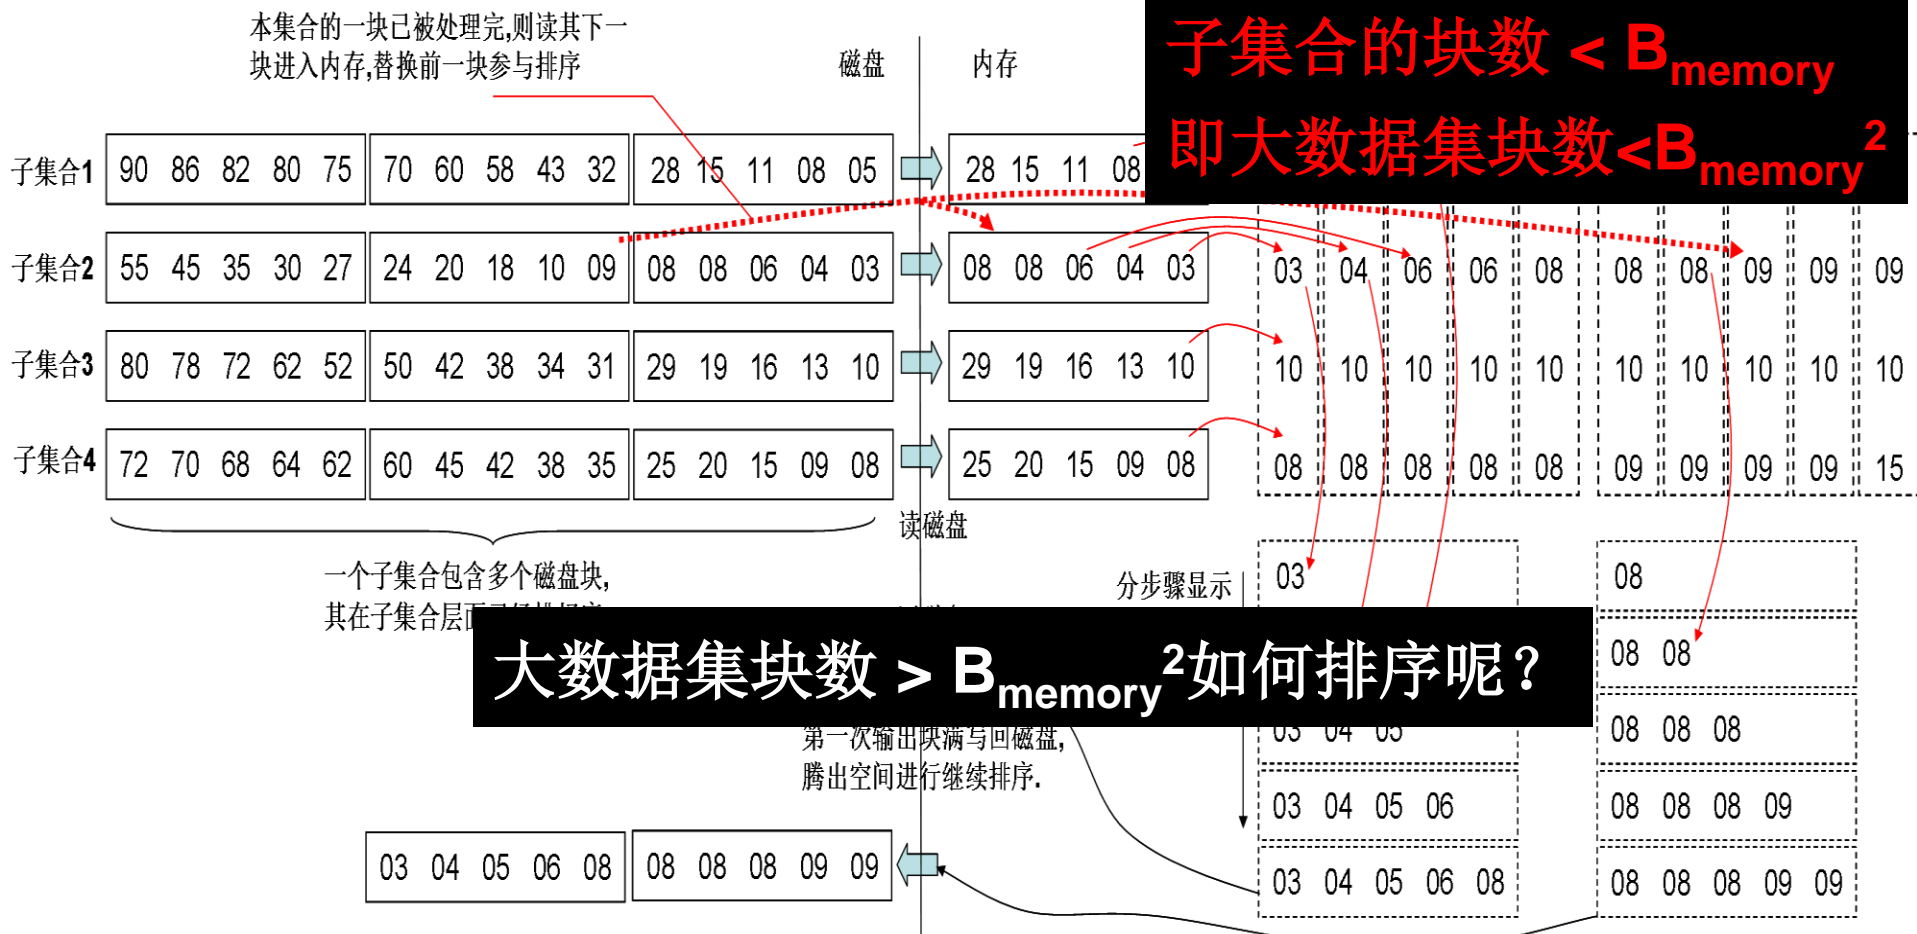 本集合的一块已被处理完,则读其下一
块进入内存,替换前一块参与排序
磁盘
内存
子集合的块数 < Bmemory
即大数据集块数<Bmemory2
子集合1 90 86 82 80 75 70 60 58 43 32 28 15 11 08 05 28 15 11 08
子集合2 55 45 35 30 27 24 20 18 10 09 08 08 06 04 03 08 08 06 04 03 03 04 06 06 08 08 08 09 09 09
子集合3 80 78 72 62 52 50 42 38 34 31 29 19 16 13 10 29 19 16 13 10 10 10 10 10 10 10 10 10 10 10
子集合4 72 70 68 64 62 60 45 42 38 35 25 20 15 09 08 25 20 15 09 08 08 08 08 08 08 09 09 09 09 15
读磁盘
一个子集合包含多个磁盘块,
其在子集合层面
分步骤显示
03
08
大数据集块数 > Bmemory2如何排序呢？
08 08
第一次输出块满写回磁盘,
腾出空间进行继续排序.
03 04 05
08 08 08
03 04 05 06
08 08 08 09
03 04 05 06 08 08 08 08 09 09
03 04 05 06 08
08 08 08 09 09